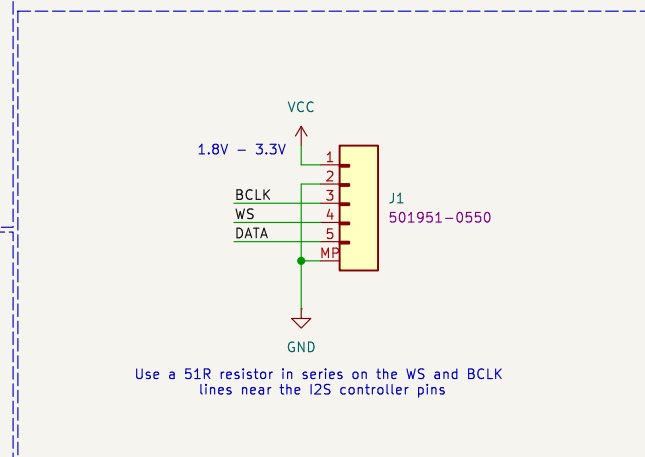 VCC
1.8V - 3.3V
1
2
BCLK 3
J1
WS 4
501951-0550
DATA 5
MP
GND
Use a 51R resistor in series on the WS and BCLK
lines near the I2S controller pins